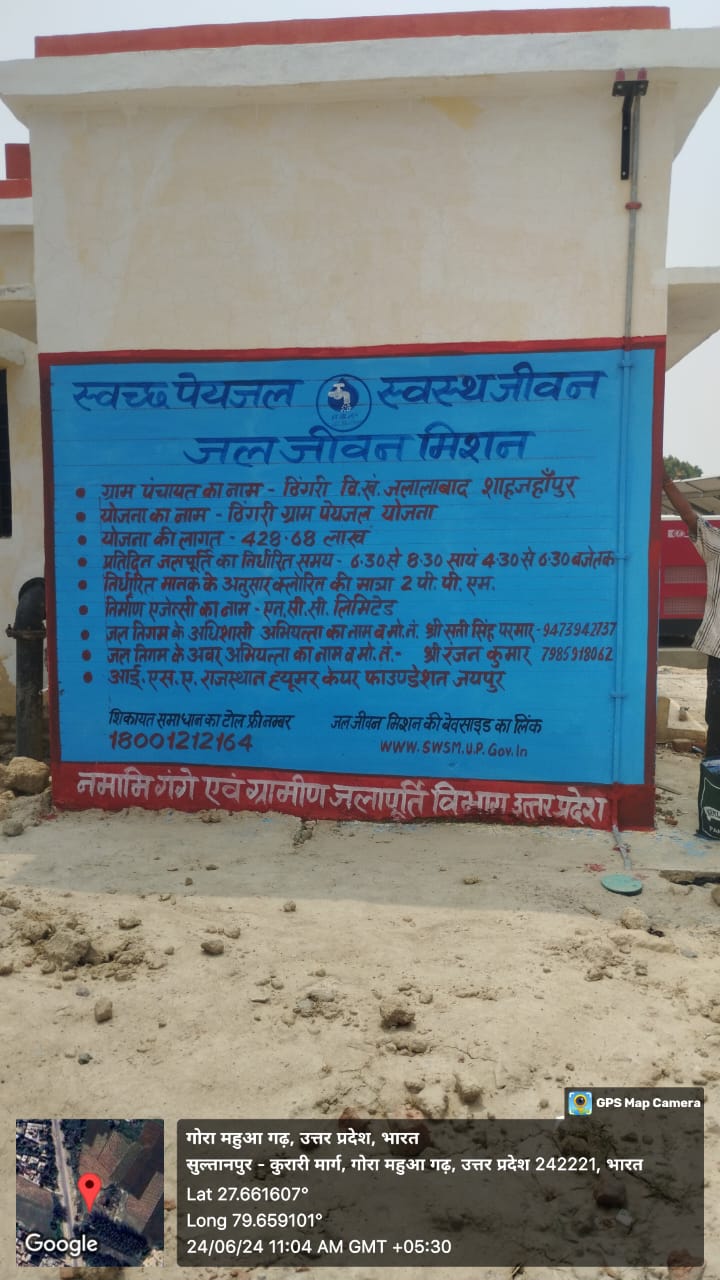 स्वच्छ पेयजल स्वस्थ जीवन
जल जीवन मिशन
• ग्राम पंचायत का नाम - ठिंगरी वि.खं. जलालाबाद शाहजहाँपुर
• योजना का नाम - ठिंगरी ग्राम पेयजल योजना
• योजना की लागत - 428.68 लाख
• प्रतिदिन जलपूर्ति का निर्धारित समय - 6.30 से 8.30 सायं 4.30 से 6.30 बजे तक
• निर्धारित मानक के अनुसार क्लोरिन की मात्रा 2 पी. पी. एम.
• निर्माण एजेन्सी का नाम - एन.सी.सी. लिमिटेड
• जल निगम के अधिशासी अभियन्ता का नाम व मो.नं. श्री सनी सिंह परमार - 9473942737
• जल निगम के अवर अभियन्ता का नाम व मो.नं.- श्री रंजन कुमार 7985918062
• आई. एस. ए. राजस्थान ह्यूमर केयर फाउण्डेशन जयपुर
शिकायत समाधान का टोल फ्री नम्बर जल जीवन मिशन की वेवसाइड का लिंक
18001212164 WWW.SWSM.U.P.Gov.In
नमामि गंगे एवं ग्रामीण जलापूर्ति विभाग उत्तर प्रदेश
GPS Map Camera
गोरा महुआ गढ़, उत्तर प्रदेश, भारत
सुल्तानपुर - कुरारी मार्ग, गोरा महुआ गढ़, उत्तर प्रदेश 242221, भारत
Lat 27.661607°
Long 79.659101°
24/06/24 11:04 AM GMT +05:30
Google